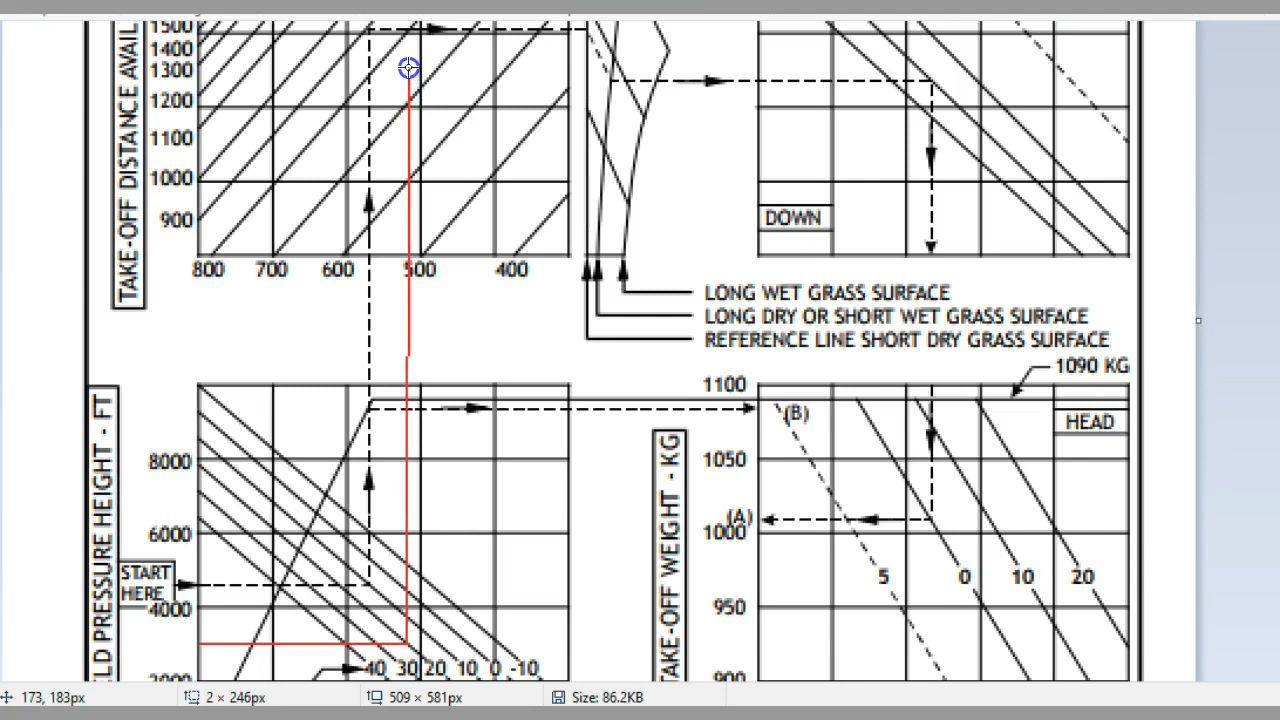 1500
1400
1300
1200
1100
1000
900
TAKE-OFF DISTANCE AVAIL
800 700 600 500 400
DOWN
LONG WET GRASS SURFACE
LONG DRY OR SHORT WET GRASS SURFACE
REFERENCE LINE SHORT DRY GRASS SURFACE
1090 KG
LD PRESSURE HEIGHT - FT
8000
6000
4000
2000
START
HERE
40 30 20 10 0 -10
TAKE-OFF WEIGHT - KG
1100
1050
1000
950
900
(B)
(A)
HEAD
5 0 10 20
173, 183px
2 × 246px
509 × 581px
Size: 86.2KB